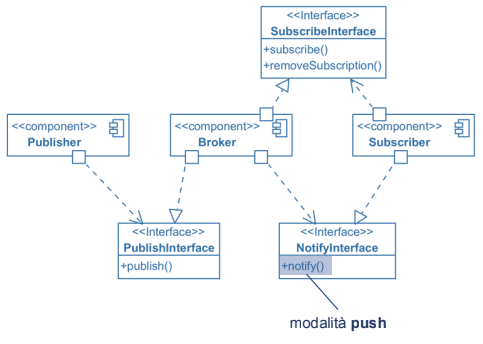 <<Interface>>
SubscribeInterface
+subscribe()
+removeSubscription()
<<component>>
Publisher
<<component>>
Broker
<<component>>
Subscriber
<<Interface>>
PublishInterface
+publish()
<<Interface>>
NotifyInterface
+notify()
modalità push